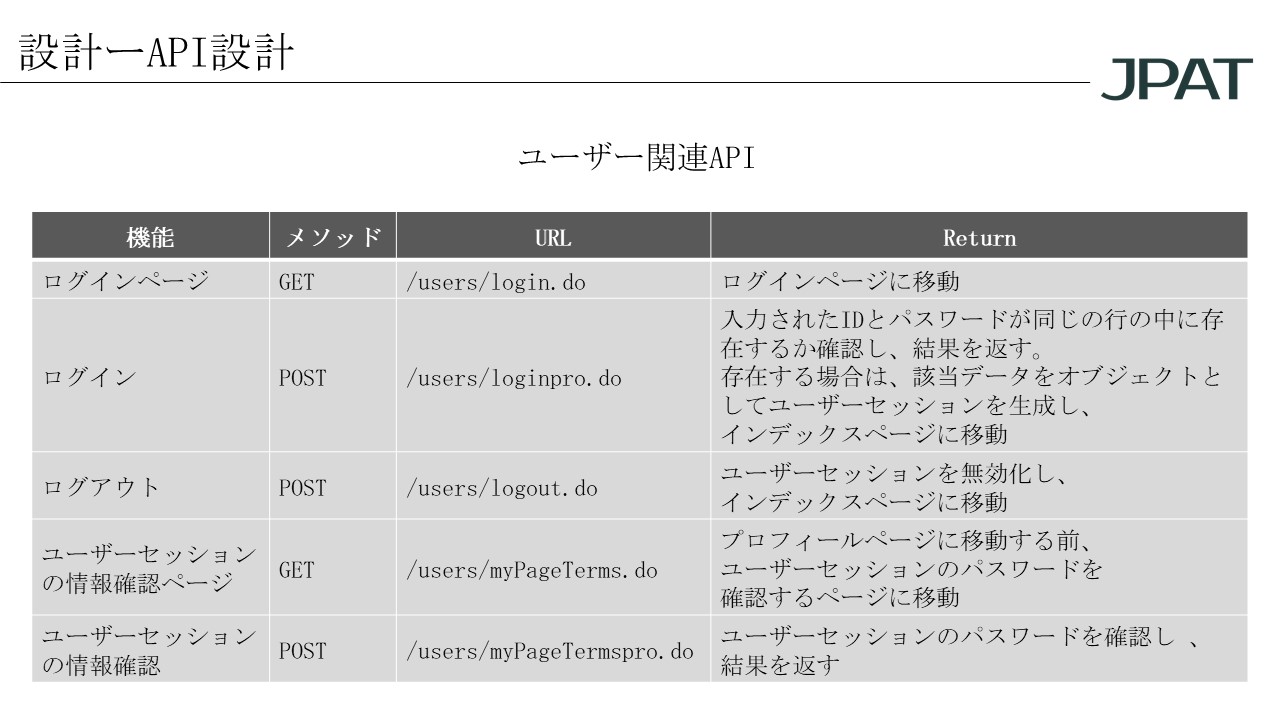 設計ーAPI設計
JPAT
ユーザー関連API
機能 メソッド URL Return
ログインページ GET /users/login.do ログインページに移動
ログイン POST /users/loginpro.do 入力されたIDとパスワードが同じの行の中に存
在するか確認し、結果を返す。
存在する場合は、該当データをオブジェクトと
してユーザーセッションを生成し、
インデックスページに移動
ログアウト POST /users/logout.do ユーザーセッションを無効化し、
インデックスページに移動
ユーザーセッション
の情報確認ページ GET /users/myPageTerms.do プロフィールページに移動する前、
ユーザーセッションのパスワードを
確認するページに移動
ユーザーセッション
の情報確認 POST /users/myPageTermspro.do ユーザーセッションのパスワードを確認し 、
結果を返す